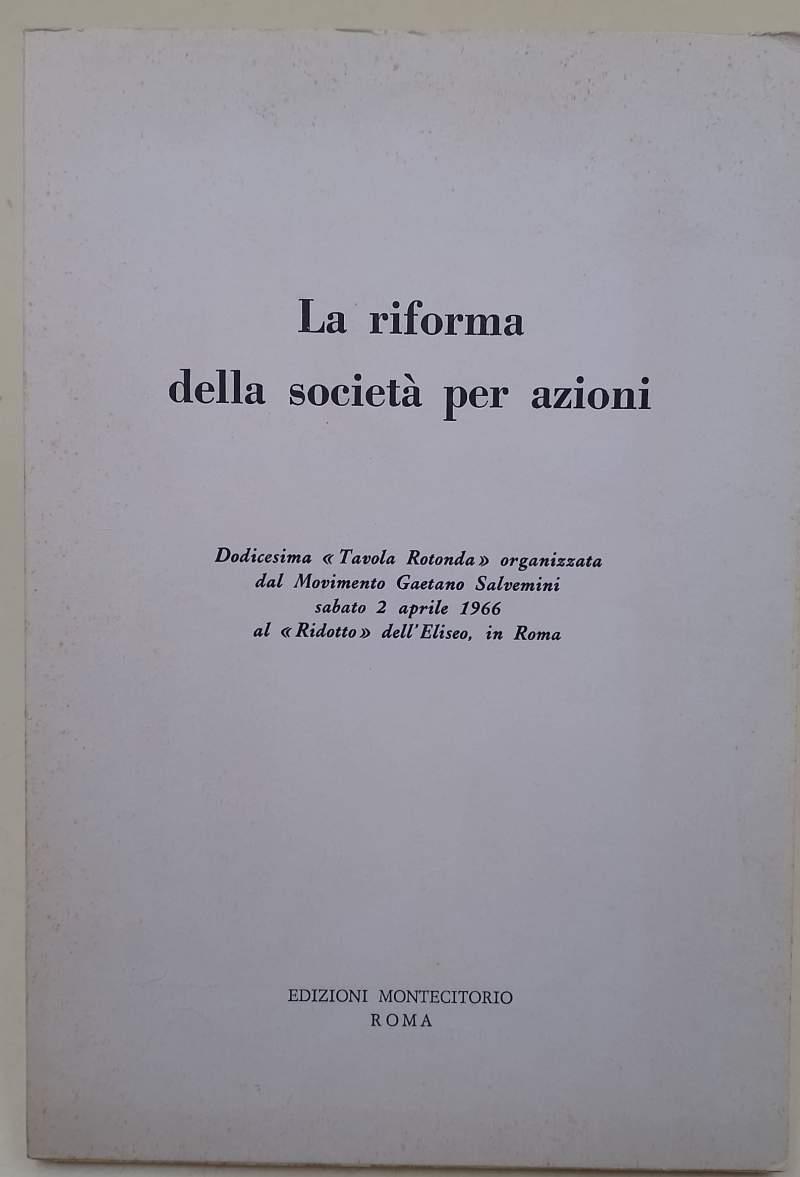 La riforma
della società per azioni
Dodicesima « Tavola Rotonda » organizzata
dal Movimento Gaetano Salvemini
sabato 2 aprile 1966
al « Ridotto » dell'Eliseo, in Roma
EDIZIONI MONTECITORIO
ROMA